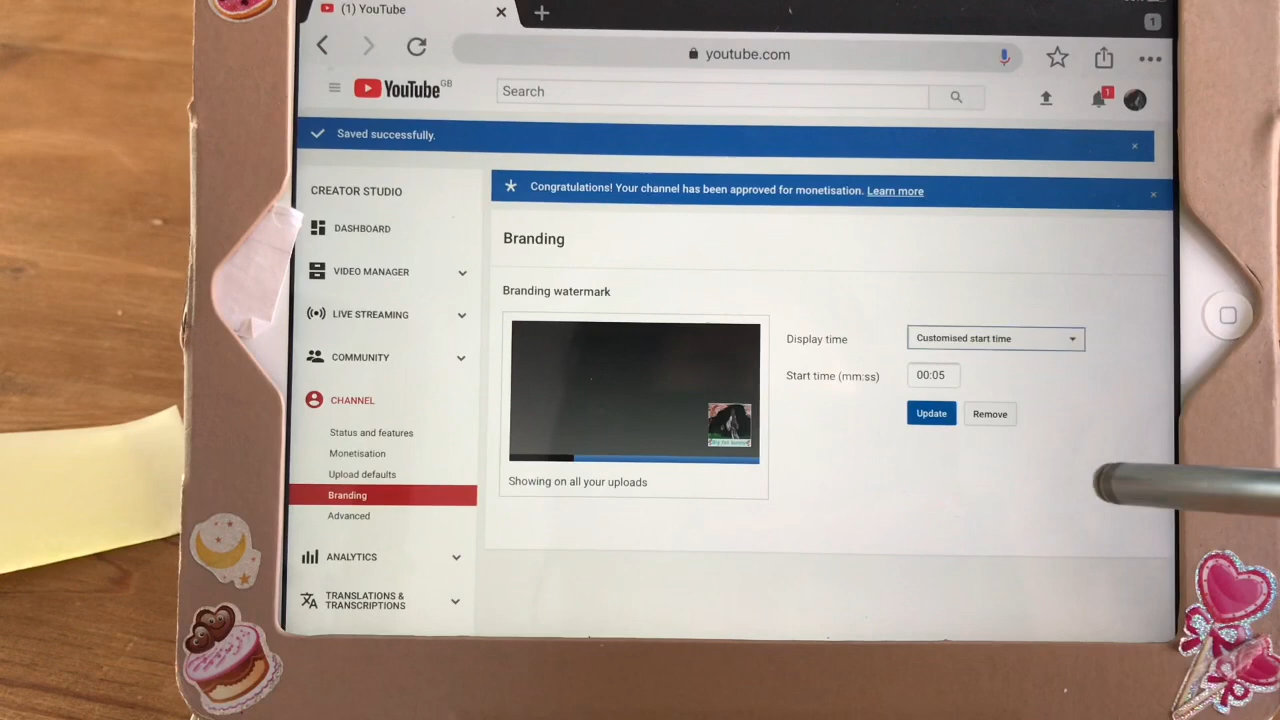 (1) YouTube
1
youtube.com
YouTube GB
Search
1
Saved successfully.
Congratulations! Your channel has been approved for monetisation. Learn more
CREATOR STUDIO
DASHBOARD
VIDEO MANAGER
LIVE STREAMING
COMMUNITY
CHANNEL
Status and features
Monetisation
Upload defaults
Branding
Advanced
ANALYTICS
TRANSLATIONS &
TRANSCRIPTIONS
Branding
Branding watermark
Showing on all your uploads
Display time
Customised start time
Start time (mm:ss)
00:05
Update
Remove